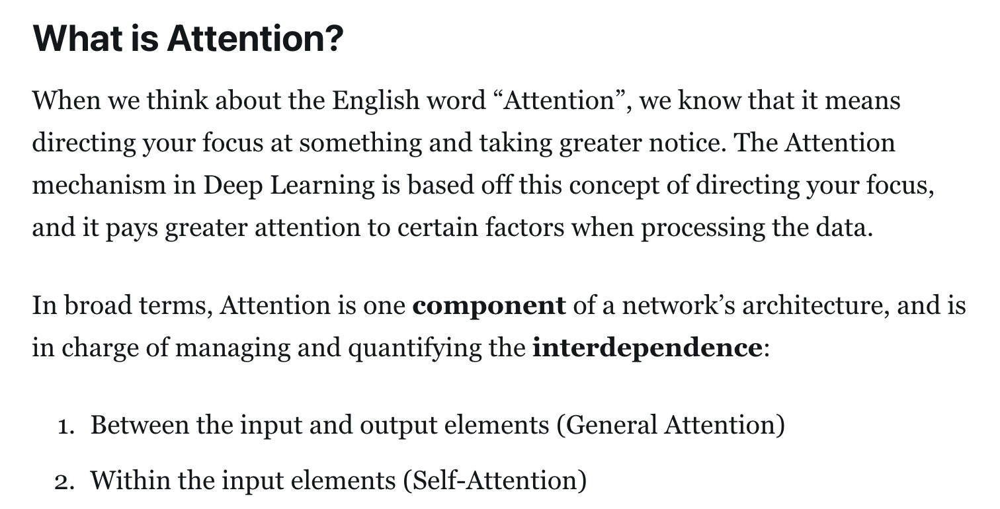 What is Attention?
When we think about the English word “Attention”, we know that it means
directing your focus at something and taking greater notice. The Attention
mechanism in Deep Learning is based off this concept of directing your focus,
and it pays greater attention to certain factors when processing the data.
In broad terms, Attention is one component of a network’s architecture, and is
in charge of managing and quantifying the interdependence:
1. Between the input and output elements (General Attention)
2. Within the input elements (Self-Attention)